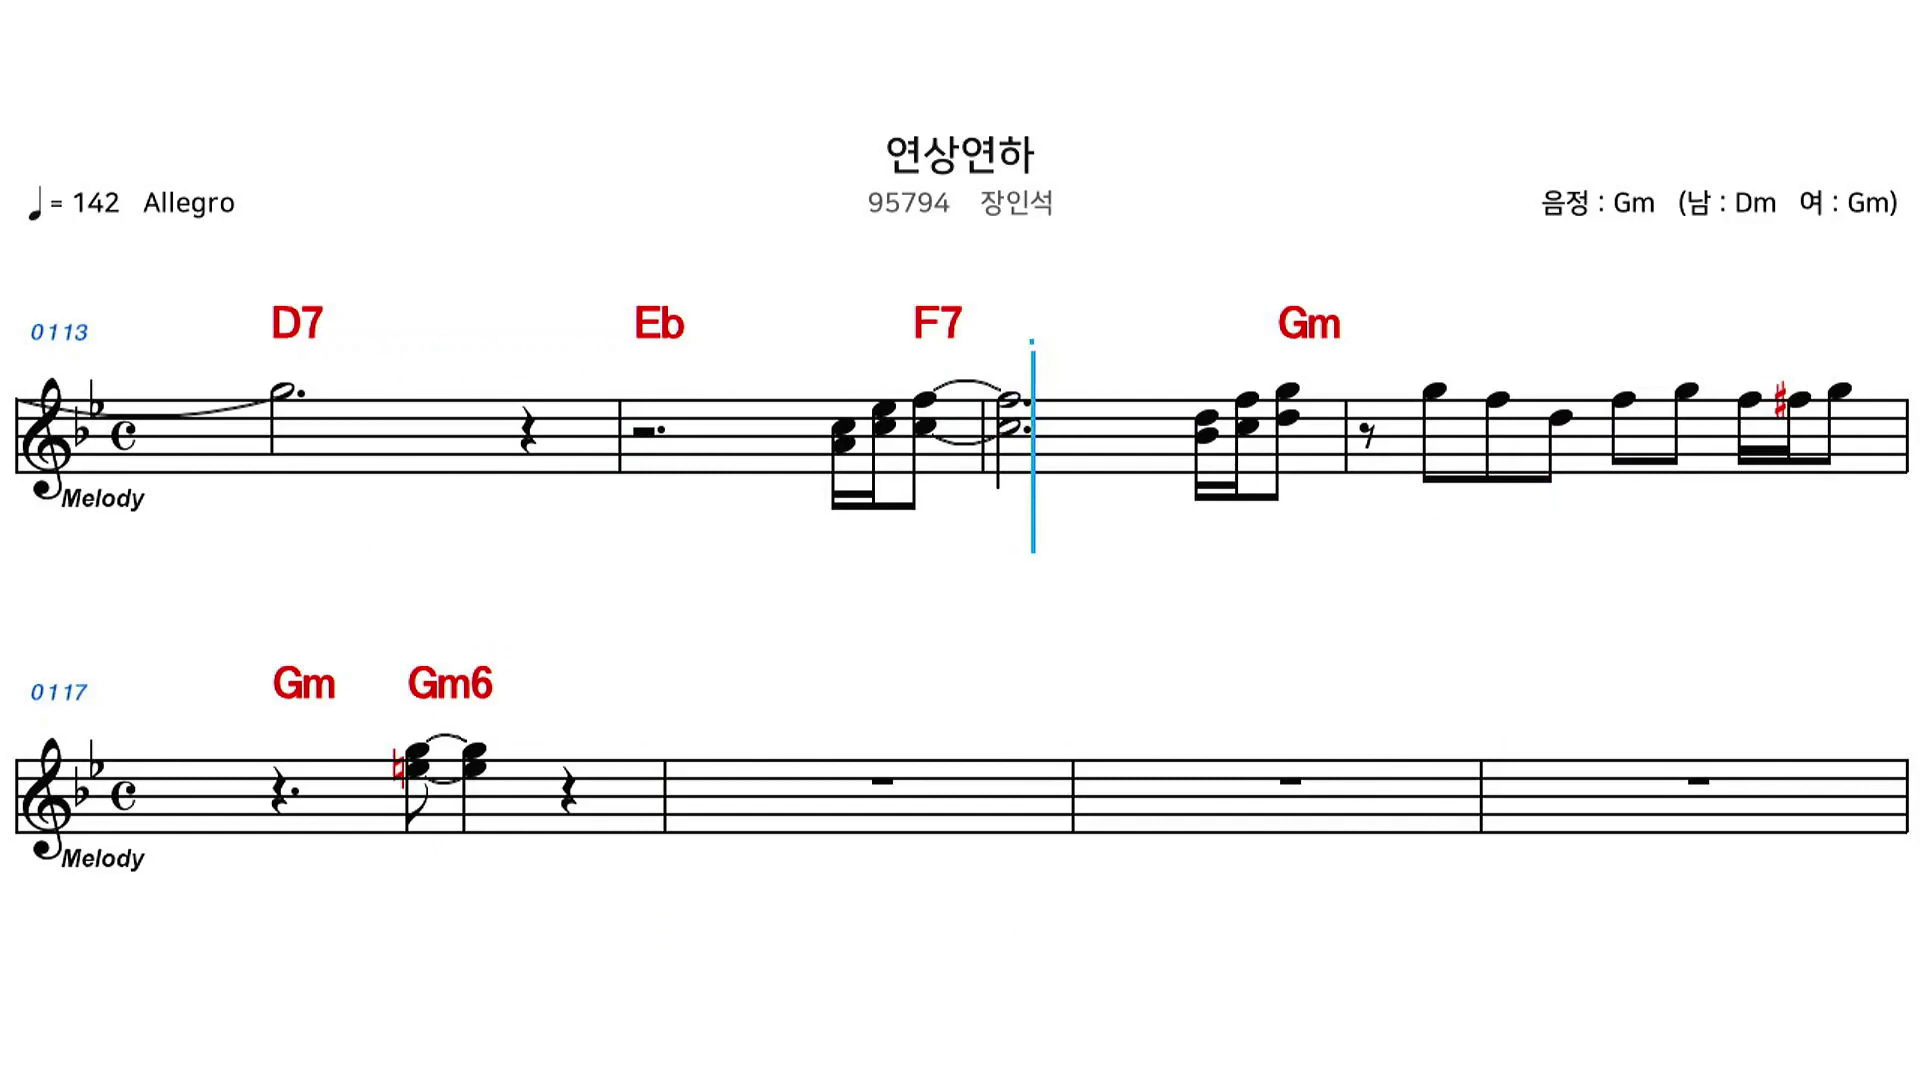 연상연하
♩ = 142 Allegro 95794 장인석 음정 : Gm (남 : Dm 여 : Gm)
0113 D7 Eb F7 Gm
Melody
0117 Gm Gm6
Melody